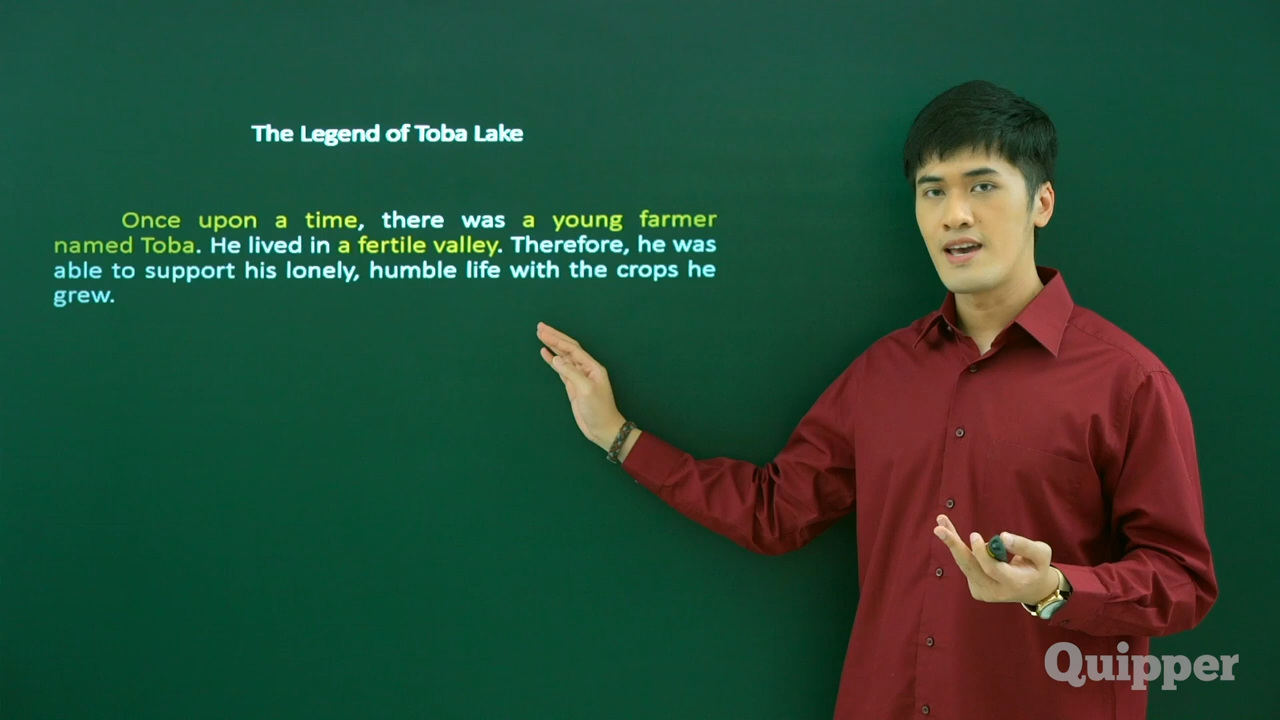 The Legend of Toba Lake
Once upon a time, there was a young farmer
named Toba. He lived in a fertile valley. Therefore, he was
able to support his lonely, humble life with the crops he
grew.
Quipper